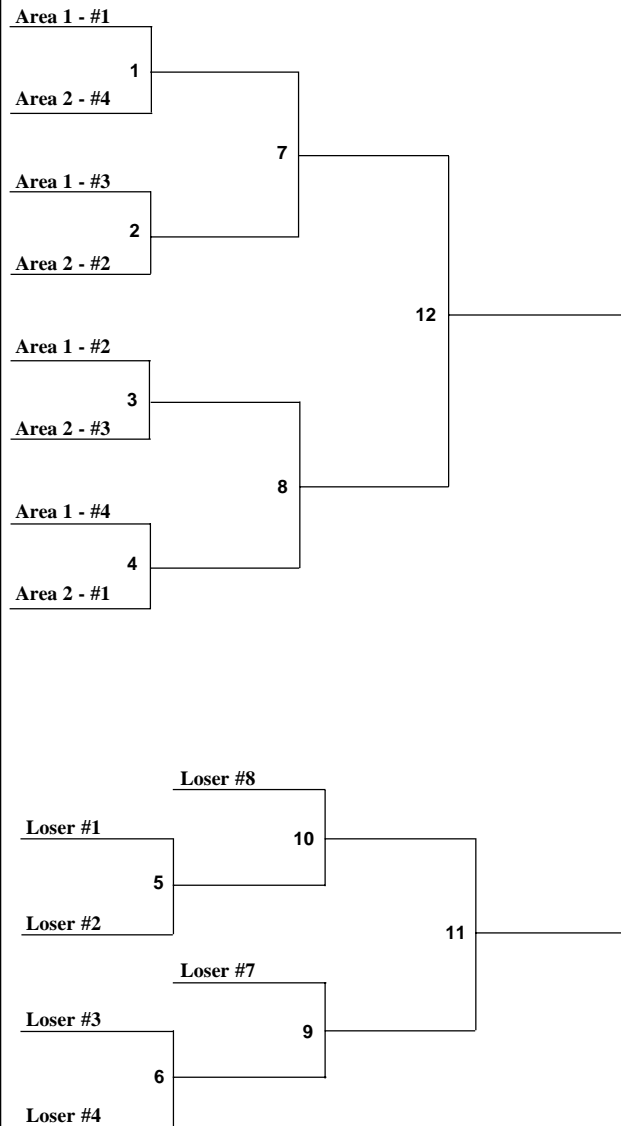 Area 1 - #1
1
Area 2 - #4
7
Area 1 - #3
2
Area 2 - #2
12
Area 1 - #2
3
Area 2 - #3
8
Area 1 - #4
4
Area 2 - #1
Loser #8
Loser #1
10
5
Loser #2
11
Loser #7
Loser #3
9
6
Loser #4